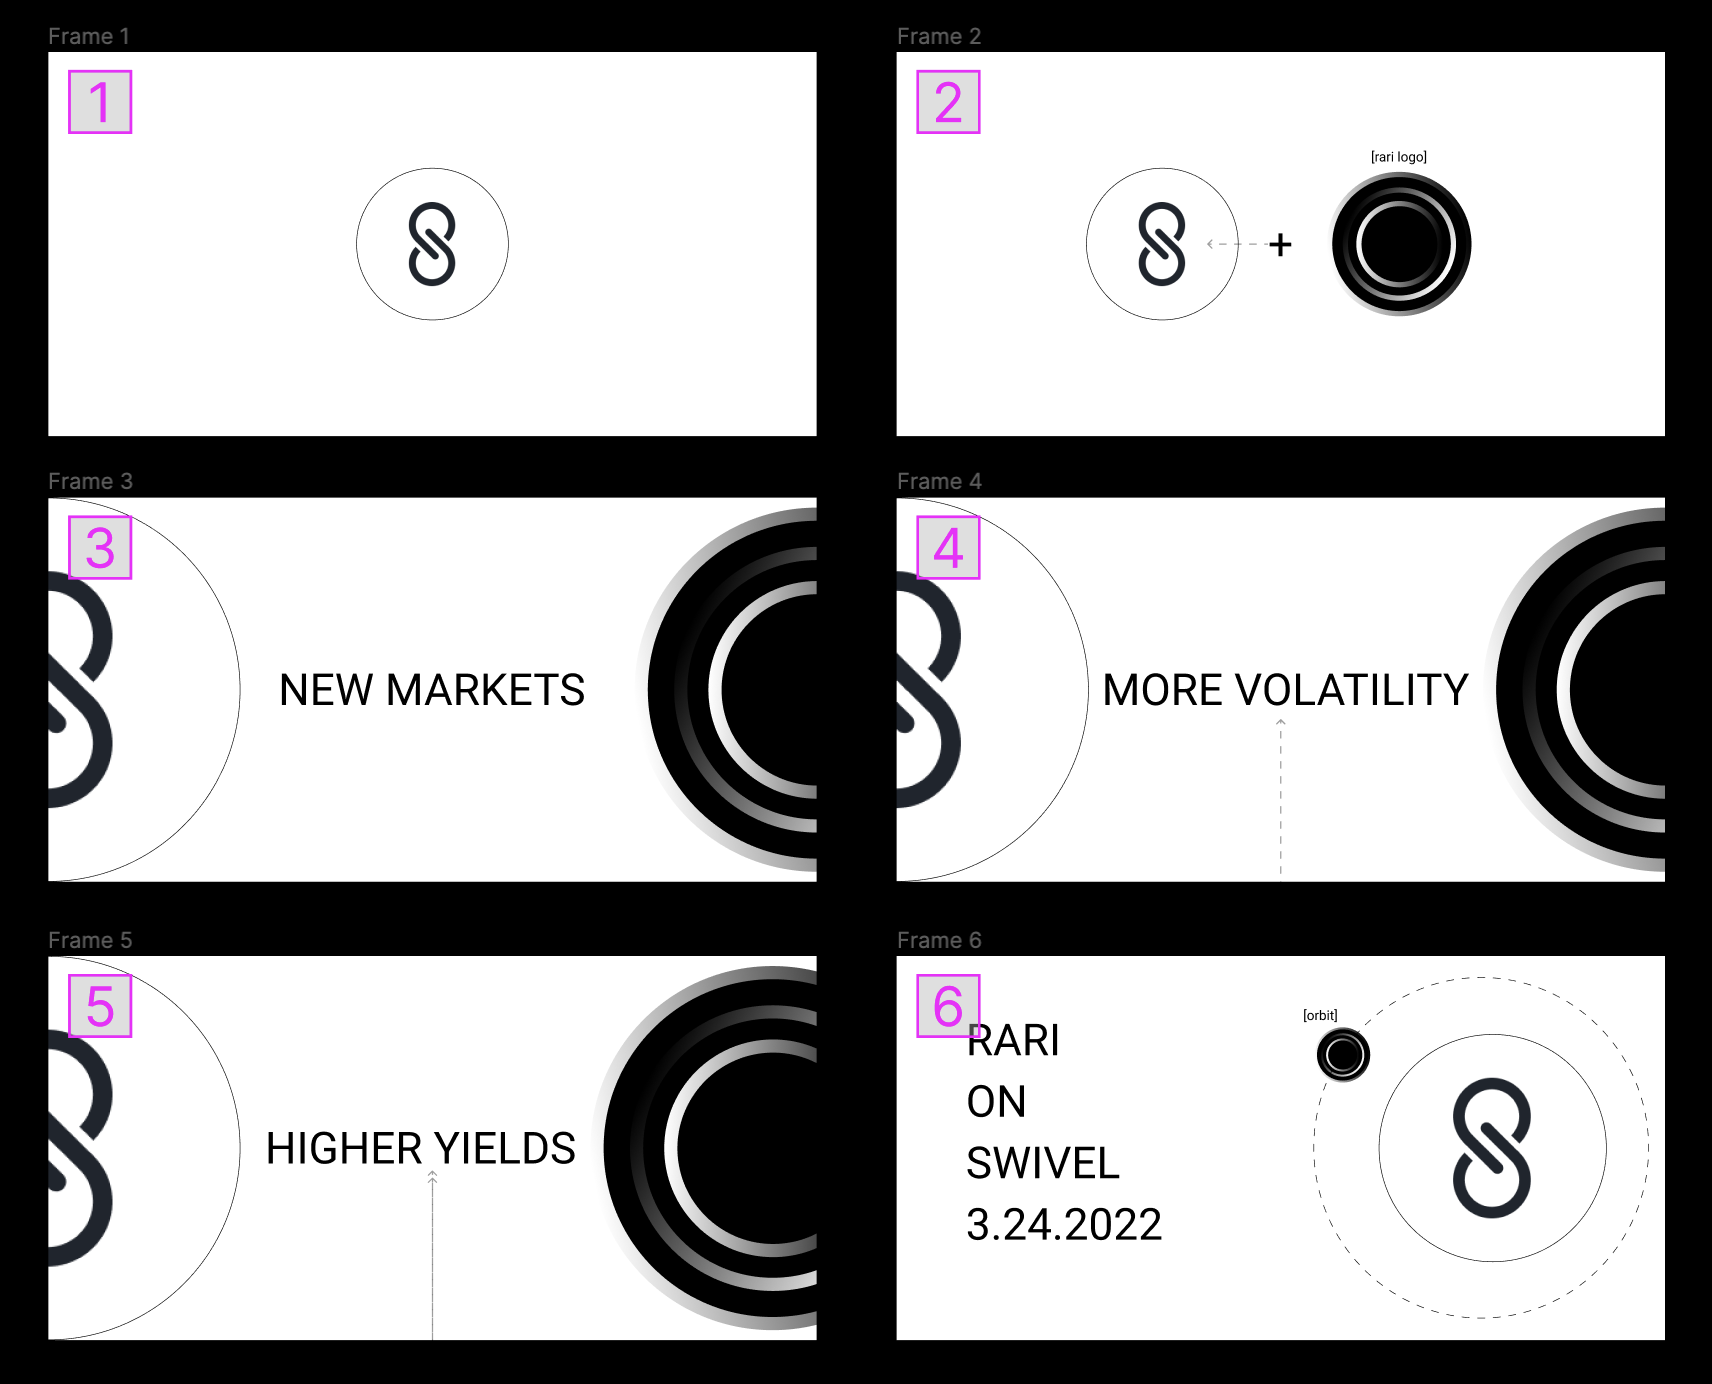 Frame 1
1
Frame 2
2
[rari logo]
+
Frame 3
3
NEW MARKETS
Frame 4
4
MORE VOLATILITY
Frame 5
5
HIGHER YIELDS
Frame 6
6
[orbit]
RARI
ON
SWIVEL
3.24.2022